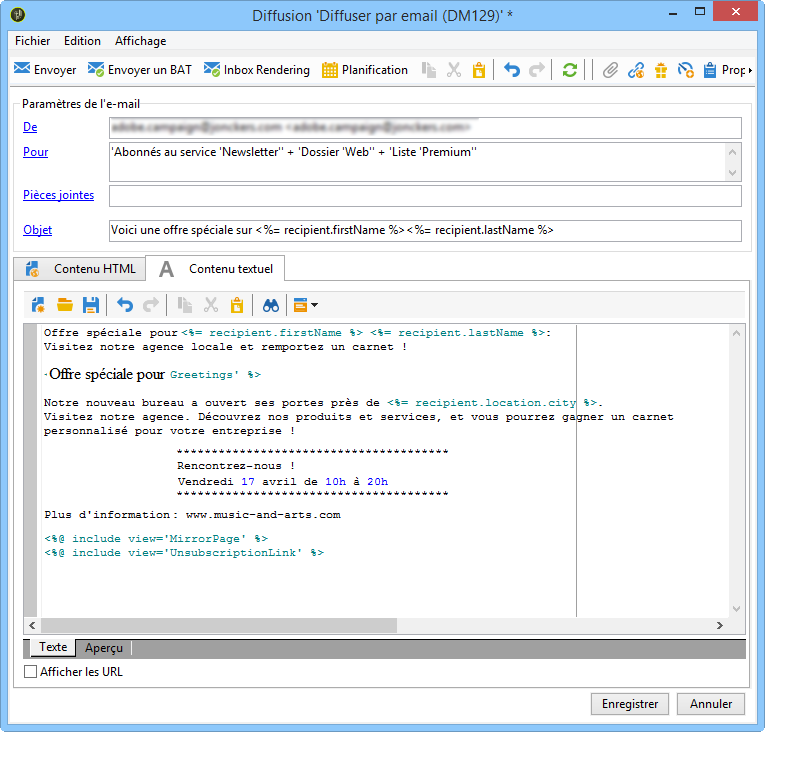 Diffusion 'Diffuser par email (DM129)' *
Fichier Edition Affichage
Envoyer Envoyer un BAT Inbox Rendering Planification Prop
Paramètres de l'e-mail
De
Pour 'Abonnés au service 'Newsletter'' + 'Dossier 'Web'' + 'Liste 'Premium''
Pièces jointes
Objet Voici une offre spéciale sur <%= recipient.firstName %><%= recipient.lastName %>
Contenu HTML A Contenu textuel
Offre spéciale pour <%= recipient.firstName %> <%= recipient.lastName %>:
Visitez notre agence locale et remportez un carnet !
Offre spéciale pour Greetings' %>
Notre nouveau bureau a ouvert ses portes près de <%= recipient.location.city %>.
Visitez notre agence. Découvrez nos produits et services, et vous pourrez gagner un carnet
personnalisé pour votre entreprise !
***************************************
Rencontrez-nous !
Vendredi 17 avril de 10h à 20h
***************************************
Plus d'information: www.music-and-arts.com
<%@ include view='MirrorPage' %>
<%@ include view='UnsubscriptionLink' %>
Texte Aperçu
Afficher les URL
Enregistrer Annuler